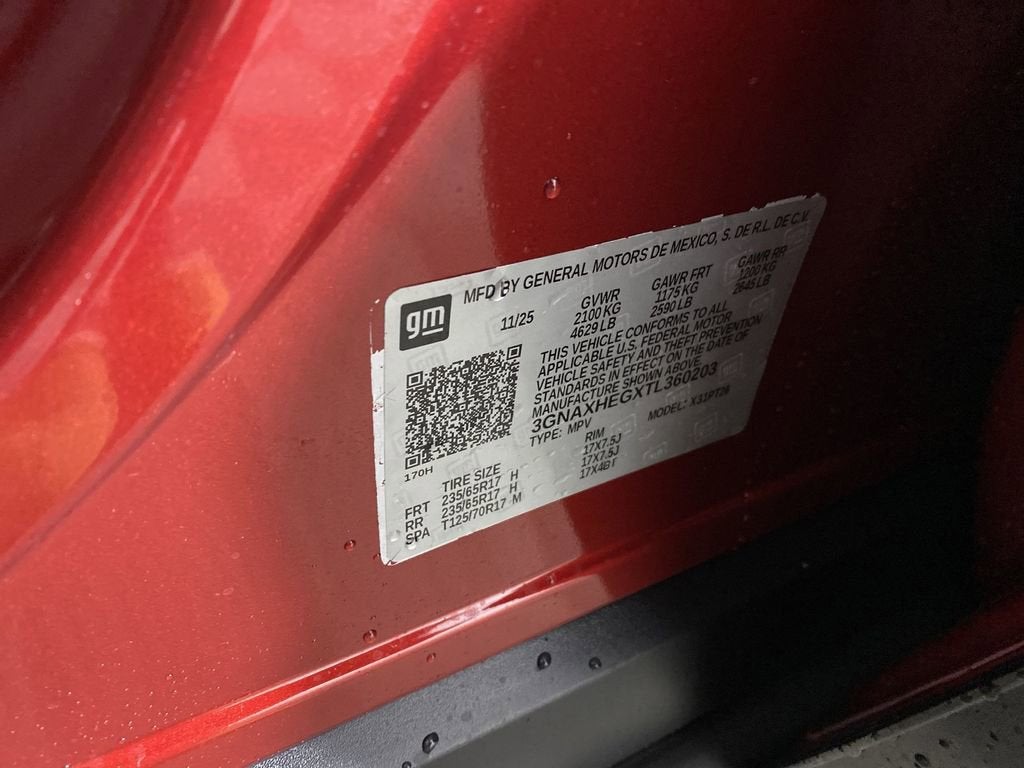 gm
MFD BY GENERAL MOTORS DE MEXICO, S. DE R.L. DE C.V.
11/25
GVWR GAWR FRT GAWR RR
2100 KG 1175 KG 1200 KG
4629 LB 2590 LB 2645 LB
THIS VEHICLE CONFORMS TO ALL
APPLICABLE U.S. FEDERAL MOTOR
VEHICLE SAFETY AND THEFT PREVENTION
STANDARDS IN EFFECT ON THE DATE OF
MANUFACTURE SHOWN ABOVE.
3GNAXHEGXTL360203
TYPE: MPV MODEL: X31PT26
170H
TIRE SIZE RIM
FRT 235/65R17 H 17X7.5J
RR 235/65R17 H 17X7.5J
SPA T125/70R17 M 17X4BT